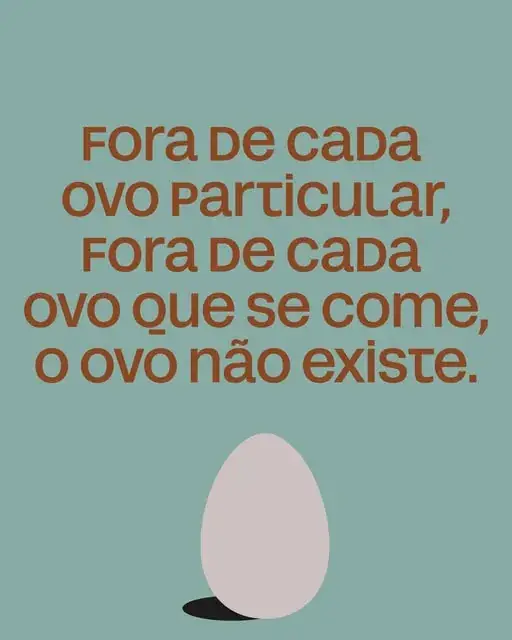 Fora de cada
ovo particular,
Fora de cada
ovo que se come,
o ovo não existe.